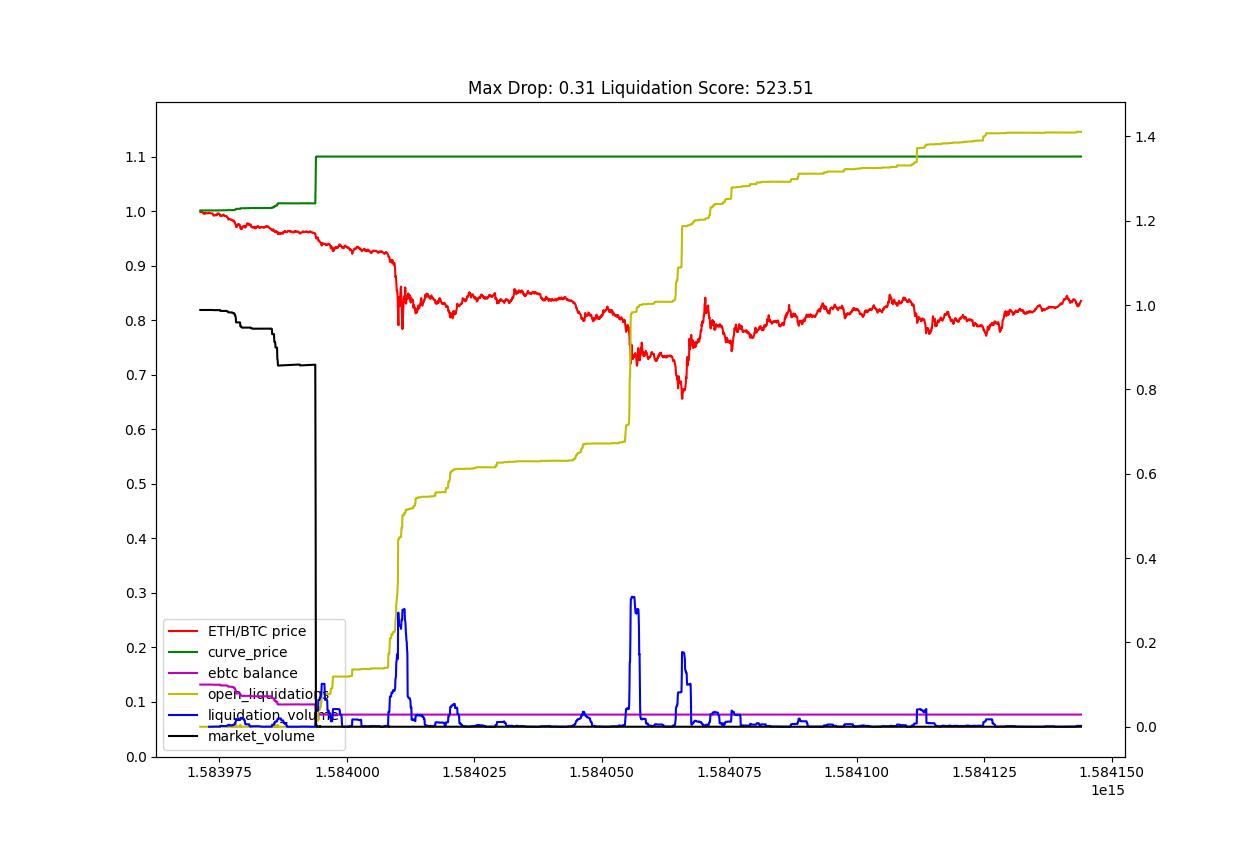 Max Drop: 0.31 Liquidation Score: 523.51
1.1
1.0
0.9
0.8
0.7
0.6
0.5
0.4
0.3
0.2
0.1
0.0
1.4
1.2
1.0
0.8
0.6
0.4
0.2
0.0
ETH/BTC price
curve_price
ebtc balance
open_liquidations
liquidation_volume
market_volume
1.583975 1.584000 1.584025 1.584050 1.584075 1.584100 1.584125 1.584150
1e15